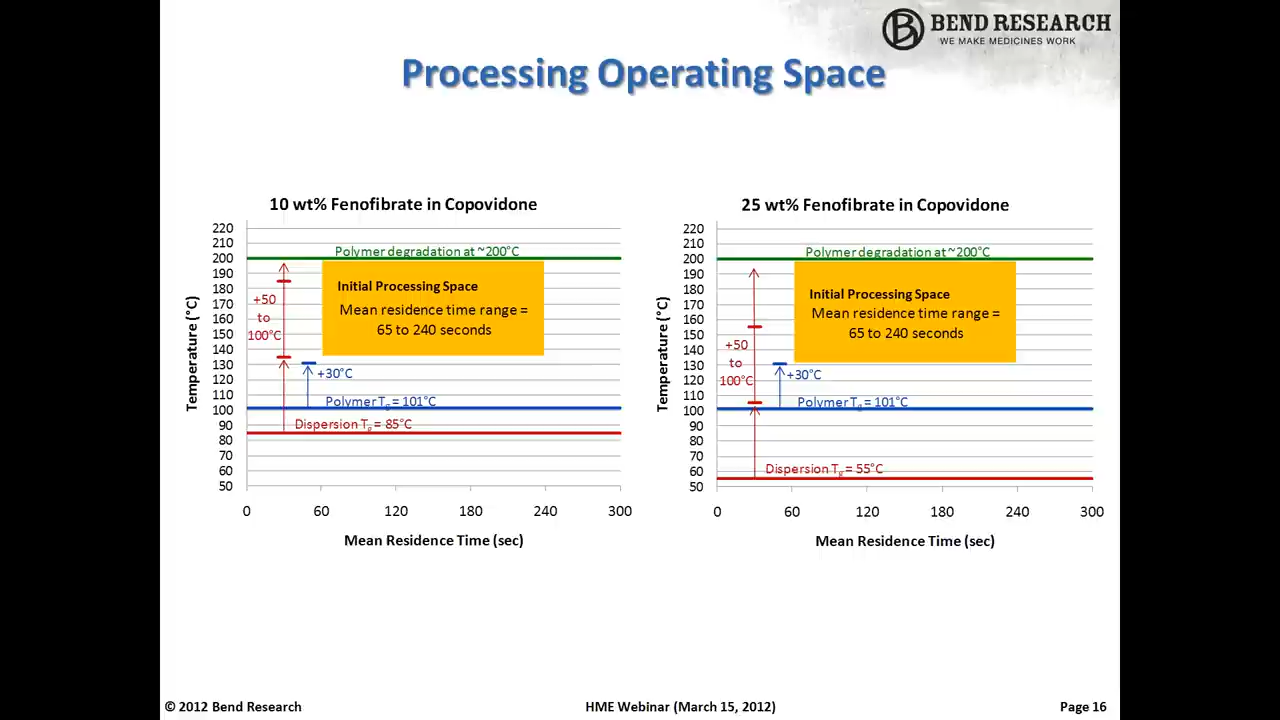 BEND RESEARCH
WE MAKE MEDICINES WORK
Processing Operating Space
10 wt% Fenofibrate in Copovidone
220
210
200
190
180
170
160
150
140
130
120
110
100
90
80
70
60
50
Temperature (°C)
Polymer degradation at ~200°C
Initial Processing Space
Mean residence time range =
65 to 240 seconds
+50
to
100°C
+30°C
Polymer Tg = 101°C
Dispersion Tg = 85°C
0 60 120 180 240 300
Mean Residence Time (sec)
25 wt% Fenofibrate in Copovidone
220
210
200
190
180
170
160
150
140
130
120
110
100
90
80
70
60
50
Temperature (°C)
Polymer degradation at ~200°C
Initial Processing Space
Mean residence time range =
65 to 240 seconds
+50
to
100°C
+30°C
Polymer Tg = 101°C
Dispersion Tg = 55°C
0 60 120 180 240 300
Mean Residence Time (sec)
© 2012 Bend Research HME Webinar (March 15, 2012) Page 16